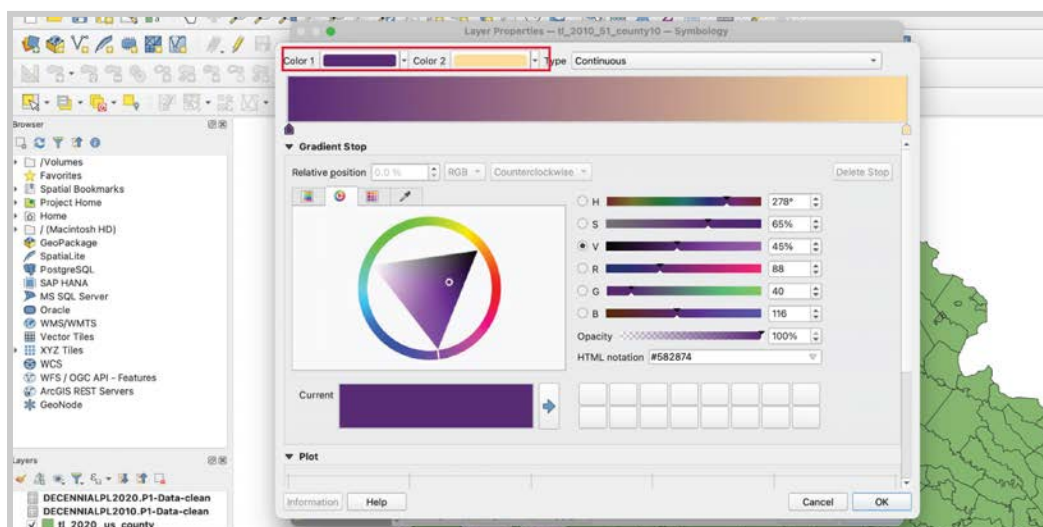 Layer Properties — tl_2010_51_county10 — Symbology
Color 1 Color 2 Type Continuous
Browser
Gradient Stop
Relative position 0.0 % RGB Counterclockwise Delete Stop
/Volumes
Favorites
Spatial Bookmarks
Project Home
Home
/ (Macintosh HD)
GeoPackage
SpatiaLite
PostgreSQL
SAP HANA
MS SQL Server
Oracle
WMS/WMTS
Vector Tiles
XYZ Tiles
WCS
WFS / OGC API - Features
ArcGIS REST Servers
GeoNode
H 278°
S 65%
V 45%
R 88
G 40
B 116
Opacity 100%
HTML notation #582874
Current
Plot
Layers
DECENNIALPL2020.P1-Data-clean
DECENNIALPL2010.P1-Data-clean
tl_2020_us_county
Information Help Cancel OK